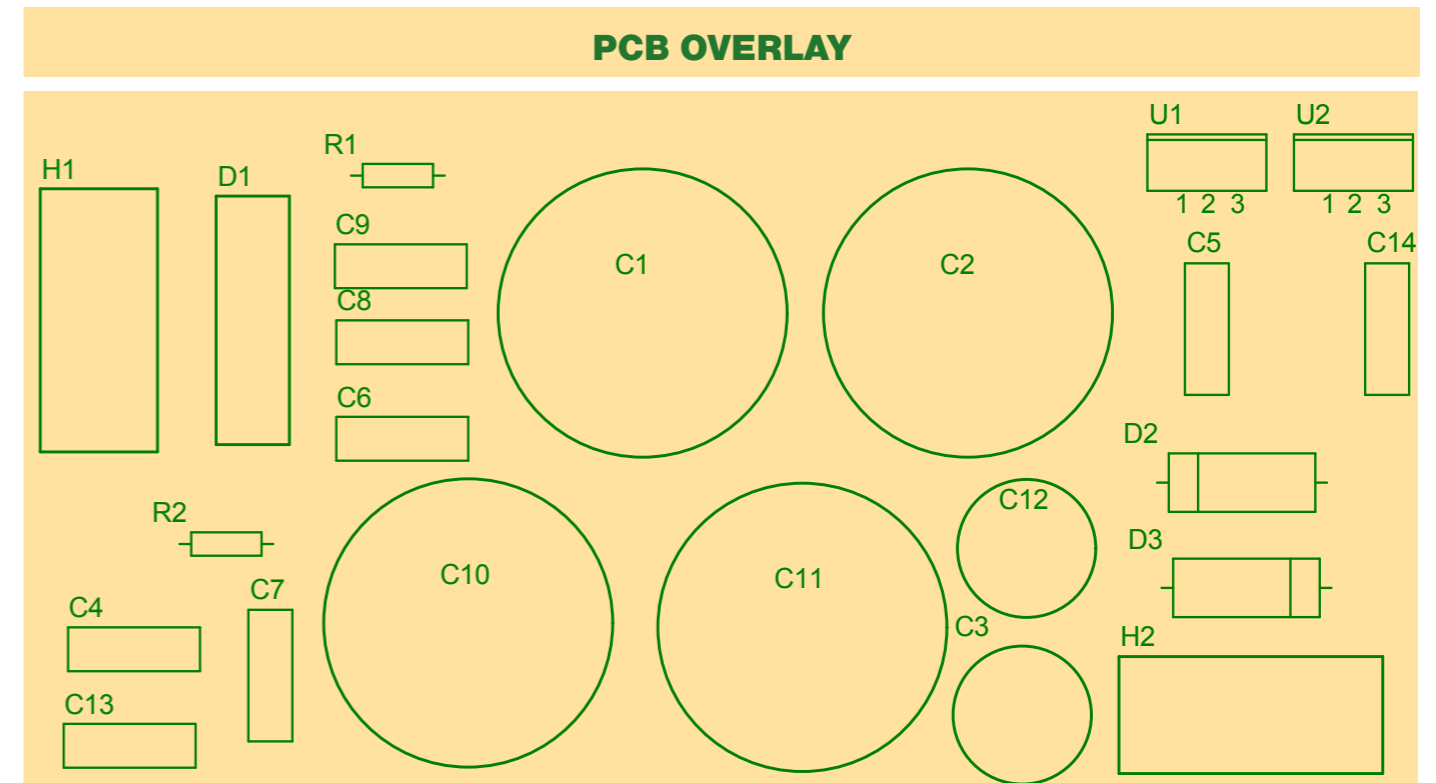 PCB OVERLAY
U1 U2
R1
H1 D1
1 2 3 1 2 3
C9 C5 C14
C1 C2
C8
C6
D2
C12
R2
D3
C10 C11
C7
C4 C3
H2
C13